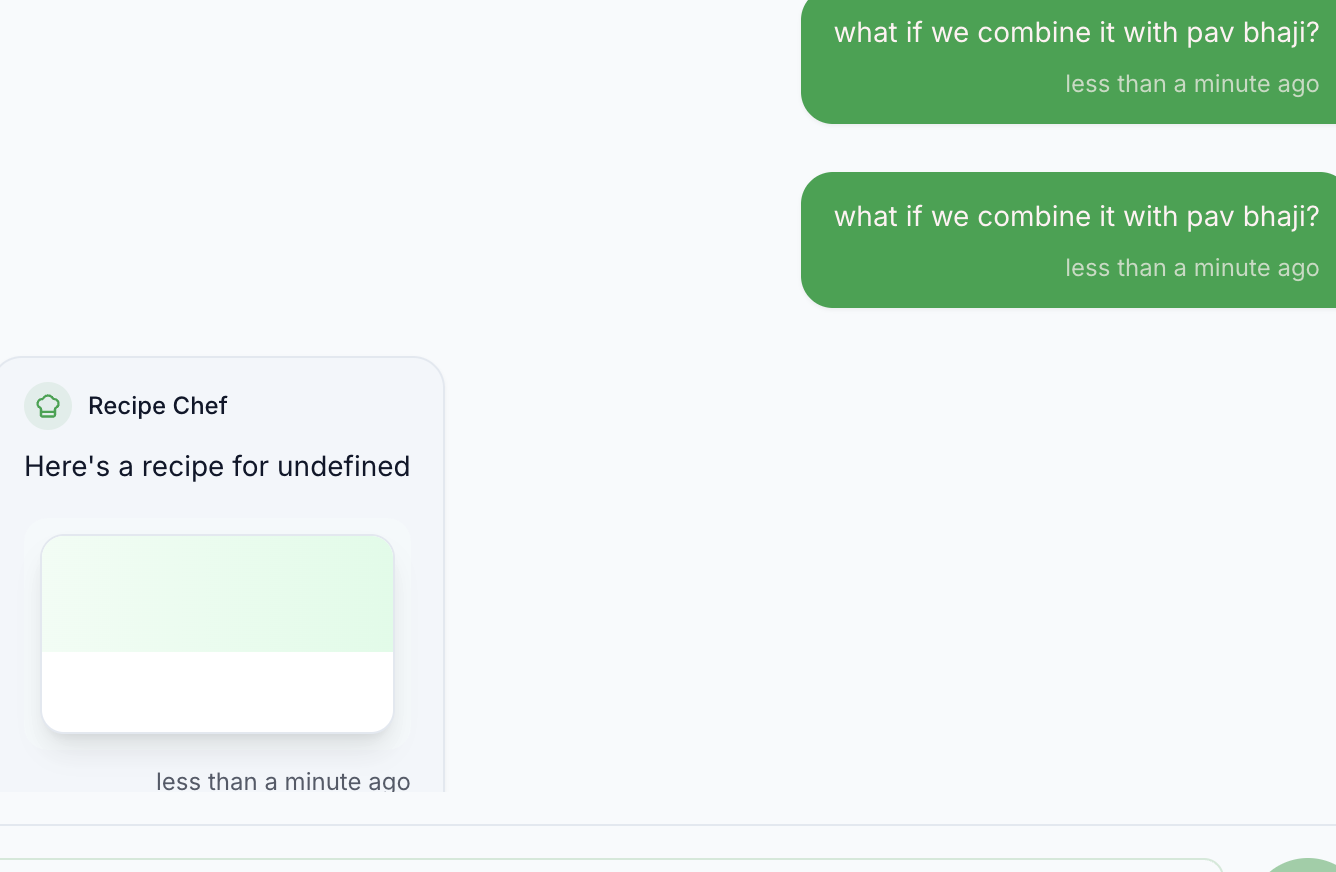 what if we combine it with pav bhaji?
less than a minute ago
what if we combine it with pav bhaji?
less than a minute ago
Recipe Chef
Here's a recipe for undefined
less than a minute ago